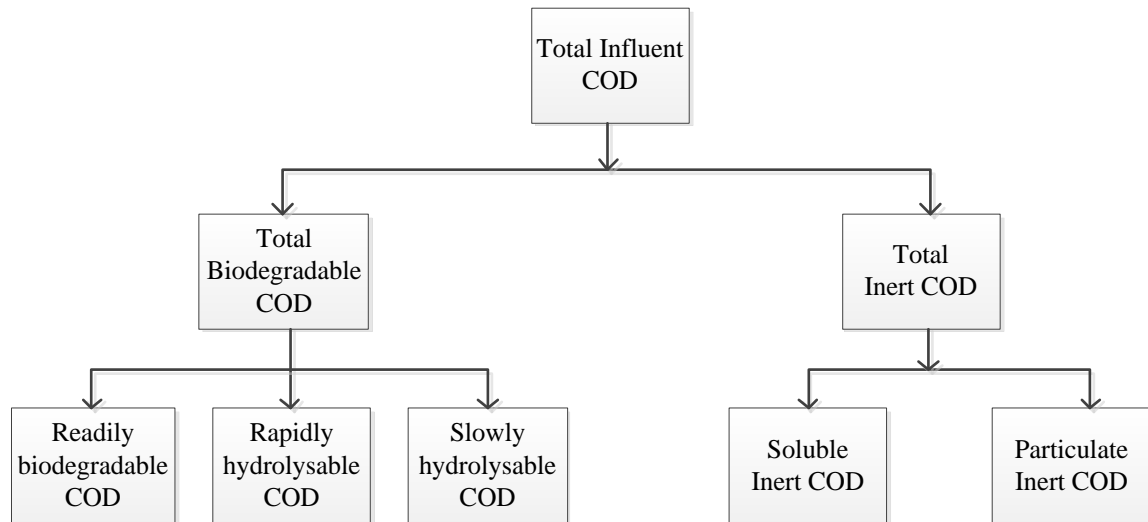 Total Influent
COD
Total
Biodegradable
COD
Total
Inert COD
Readily
biodegradable
COD
Rapidly
hydrolysable
COD
Slowly
hydrolysable
COD
Soluble
Inert COD
Particulate
Inert COD